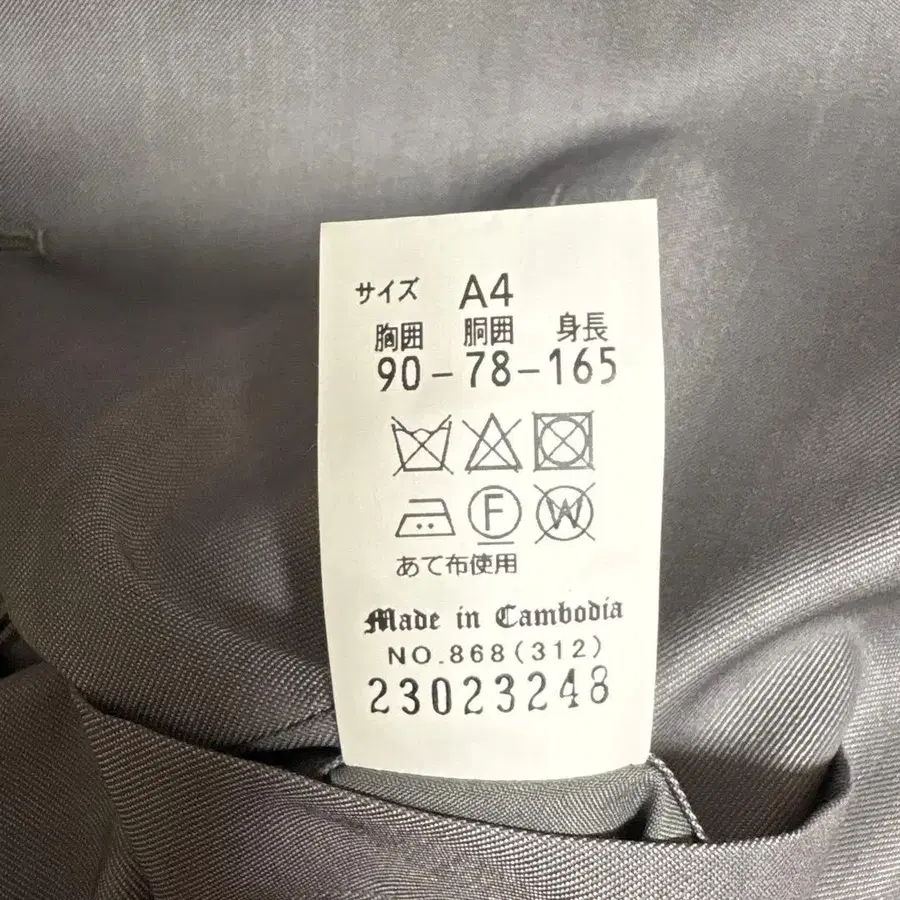 サイズ A4
胸囲 胴囲 身長
90-78-165
F W
あて布使用
Made in Cambodia
NO.868(312)
23023248